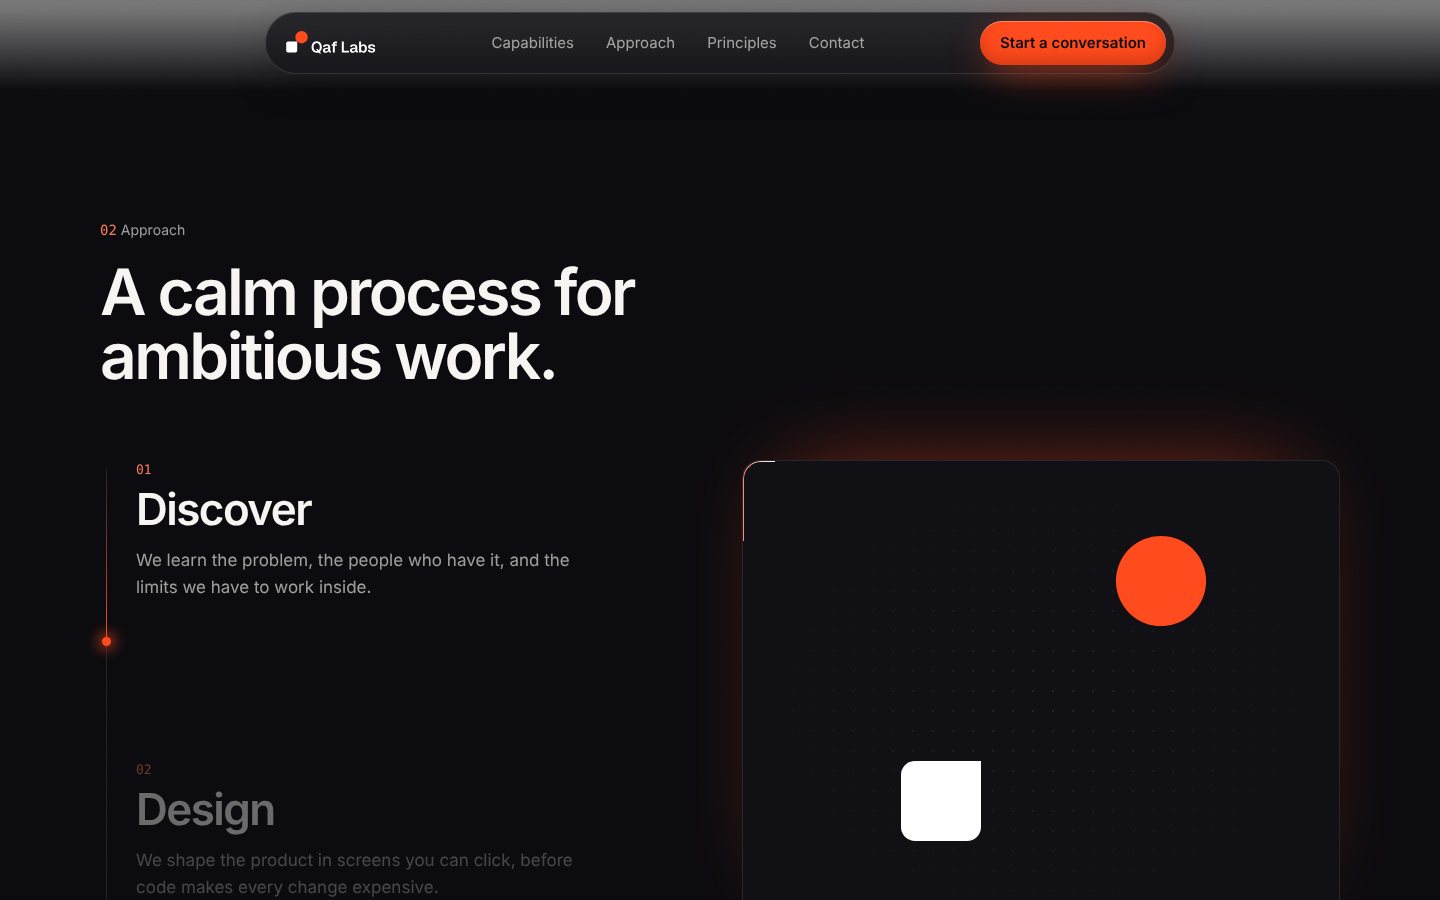 Qaf Labs
Capabilities
Approach
Principles
Contact
Start a conversation
02 Approach
A calm process for
ambitious work.
01
Discover
We learn the problem, the people who have it, and the
limits we have to work inside.
02
Design
We shape the product in screens you can click, before
code makes every change expensive.